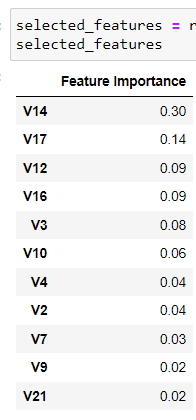 selected_features =
selected_features
Feature Importance
V14 0.30
V17 0.14
V12 0.09
V16 0.09
V3 0.08
V10 0.06
V4 0.04
V2 0.04
V7 0.03
V9 0.02
V21 0.02